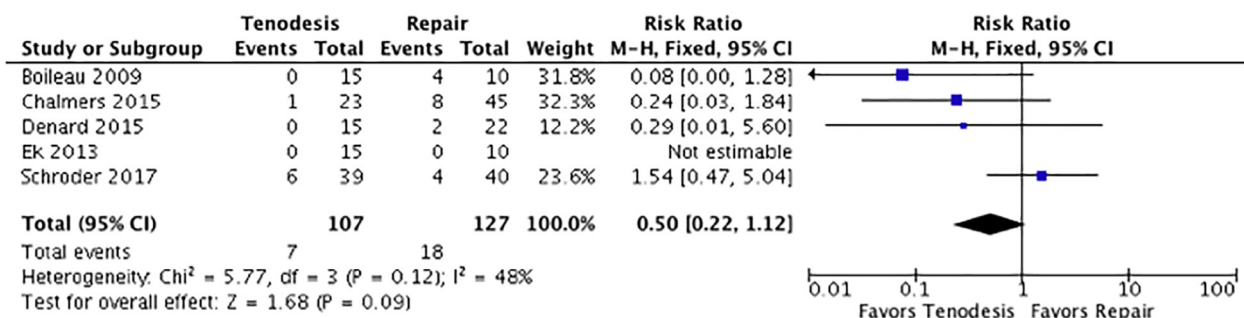 Tenodesis Repair Risk Ratio Risk Ratio
Study or Subgroup Events Total Events Total Weight M-H, Fixed, 95% CI M-H, Fixed, 95% CI
Boileau 2009 0 15 4 10 31.8% 0.08 [0.00, 1.28]
Chalmers 2015 1 23 8 45 32.3% 0.24 [0.03, 1.84]
Denard 2015 0 15 2 22 12.2% 0.29 [0.01, 5.60]
Ek 2013 0 15 0 10 Not estimable
Schroder 2017 6 39 4 40 23.6% 1.54 [0.47, 5.04]
Total (95% CI) 107 127 100.0% 0.50 [0.22, 1.12]
Total events 7 18
Heterogeneity: Chi² = 5.77, df = 3 (P = 0.12); I² = 48%
Test for overall effect: Z = 1.68 (P = 0.09)
0.01 0.1 1 10 100
Favors Tenodesis Favors Repair